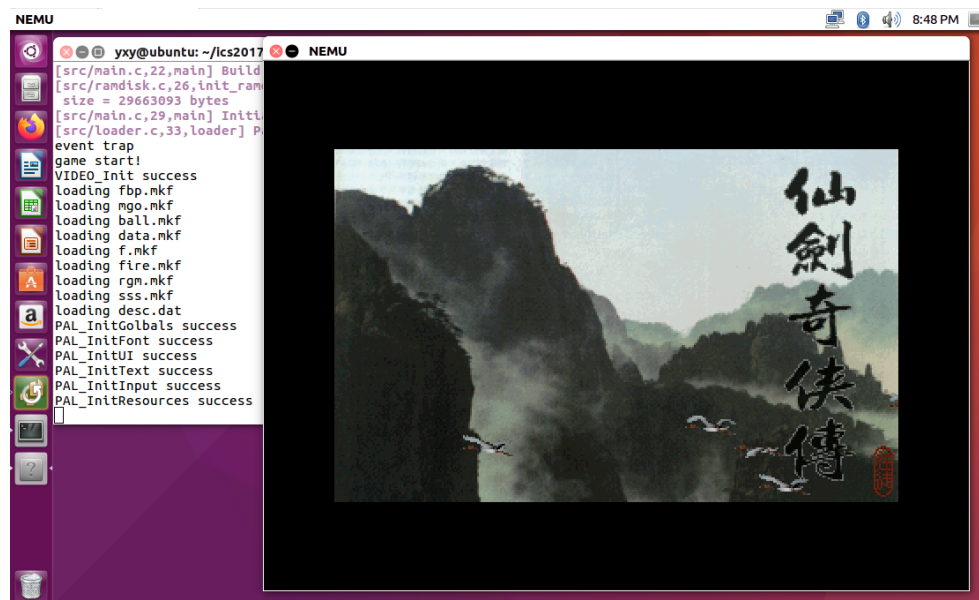 NEMU
8:48 PM
yxy@ubuntu: ~/ics2017
NEMU
[src/main.c,22,main] Build
[src/ramdisk.c,26,init_ram
size = 29663093 bytes
[src/main.c,29,main] Initi
[src/loader.c,33,loader] P
event trap
game start!
VIDEO_Init success
loading fbp.mkf
loading mgo.mkf
loading ball.mkf
loading data.mkf
loading f.mkf
loading fire.mkf
loading rgm.mkf
loading sss.mkf
loading desc.dat
PAL_InitGolbals success
PAL_InitFont success
PAL_InitUI success
PAL_InitText success
PAL_InitInput success
PAL_InitResources success
仙劍奇俠傳